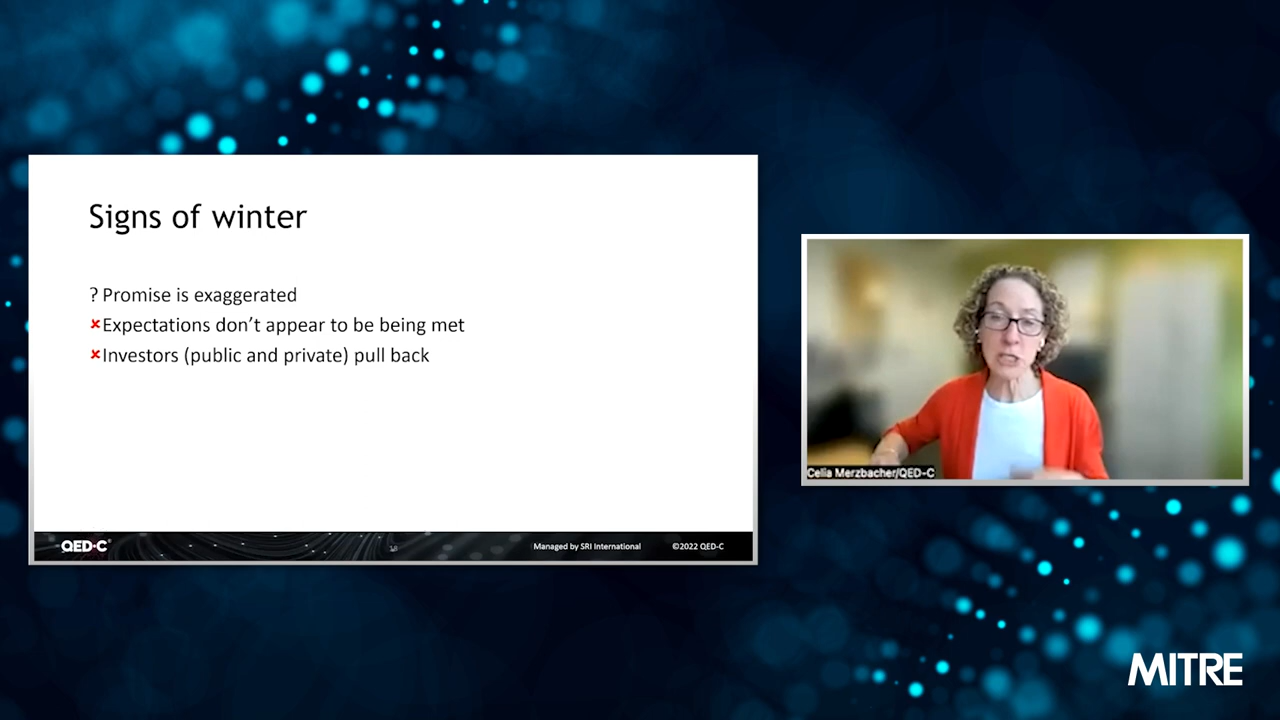 Signs of winter
? Promise is exaggerated
×Expectations don't appear to be being met
×Investors (public and private) pull back
QED·C®
18
Managed by SRI International
©2022 QED-C
Celia Merzbacher/QED-C
MITRE